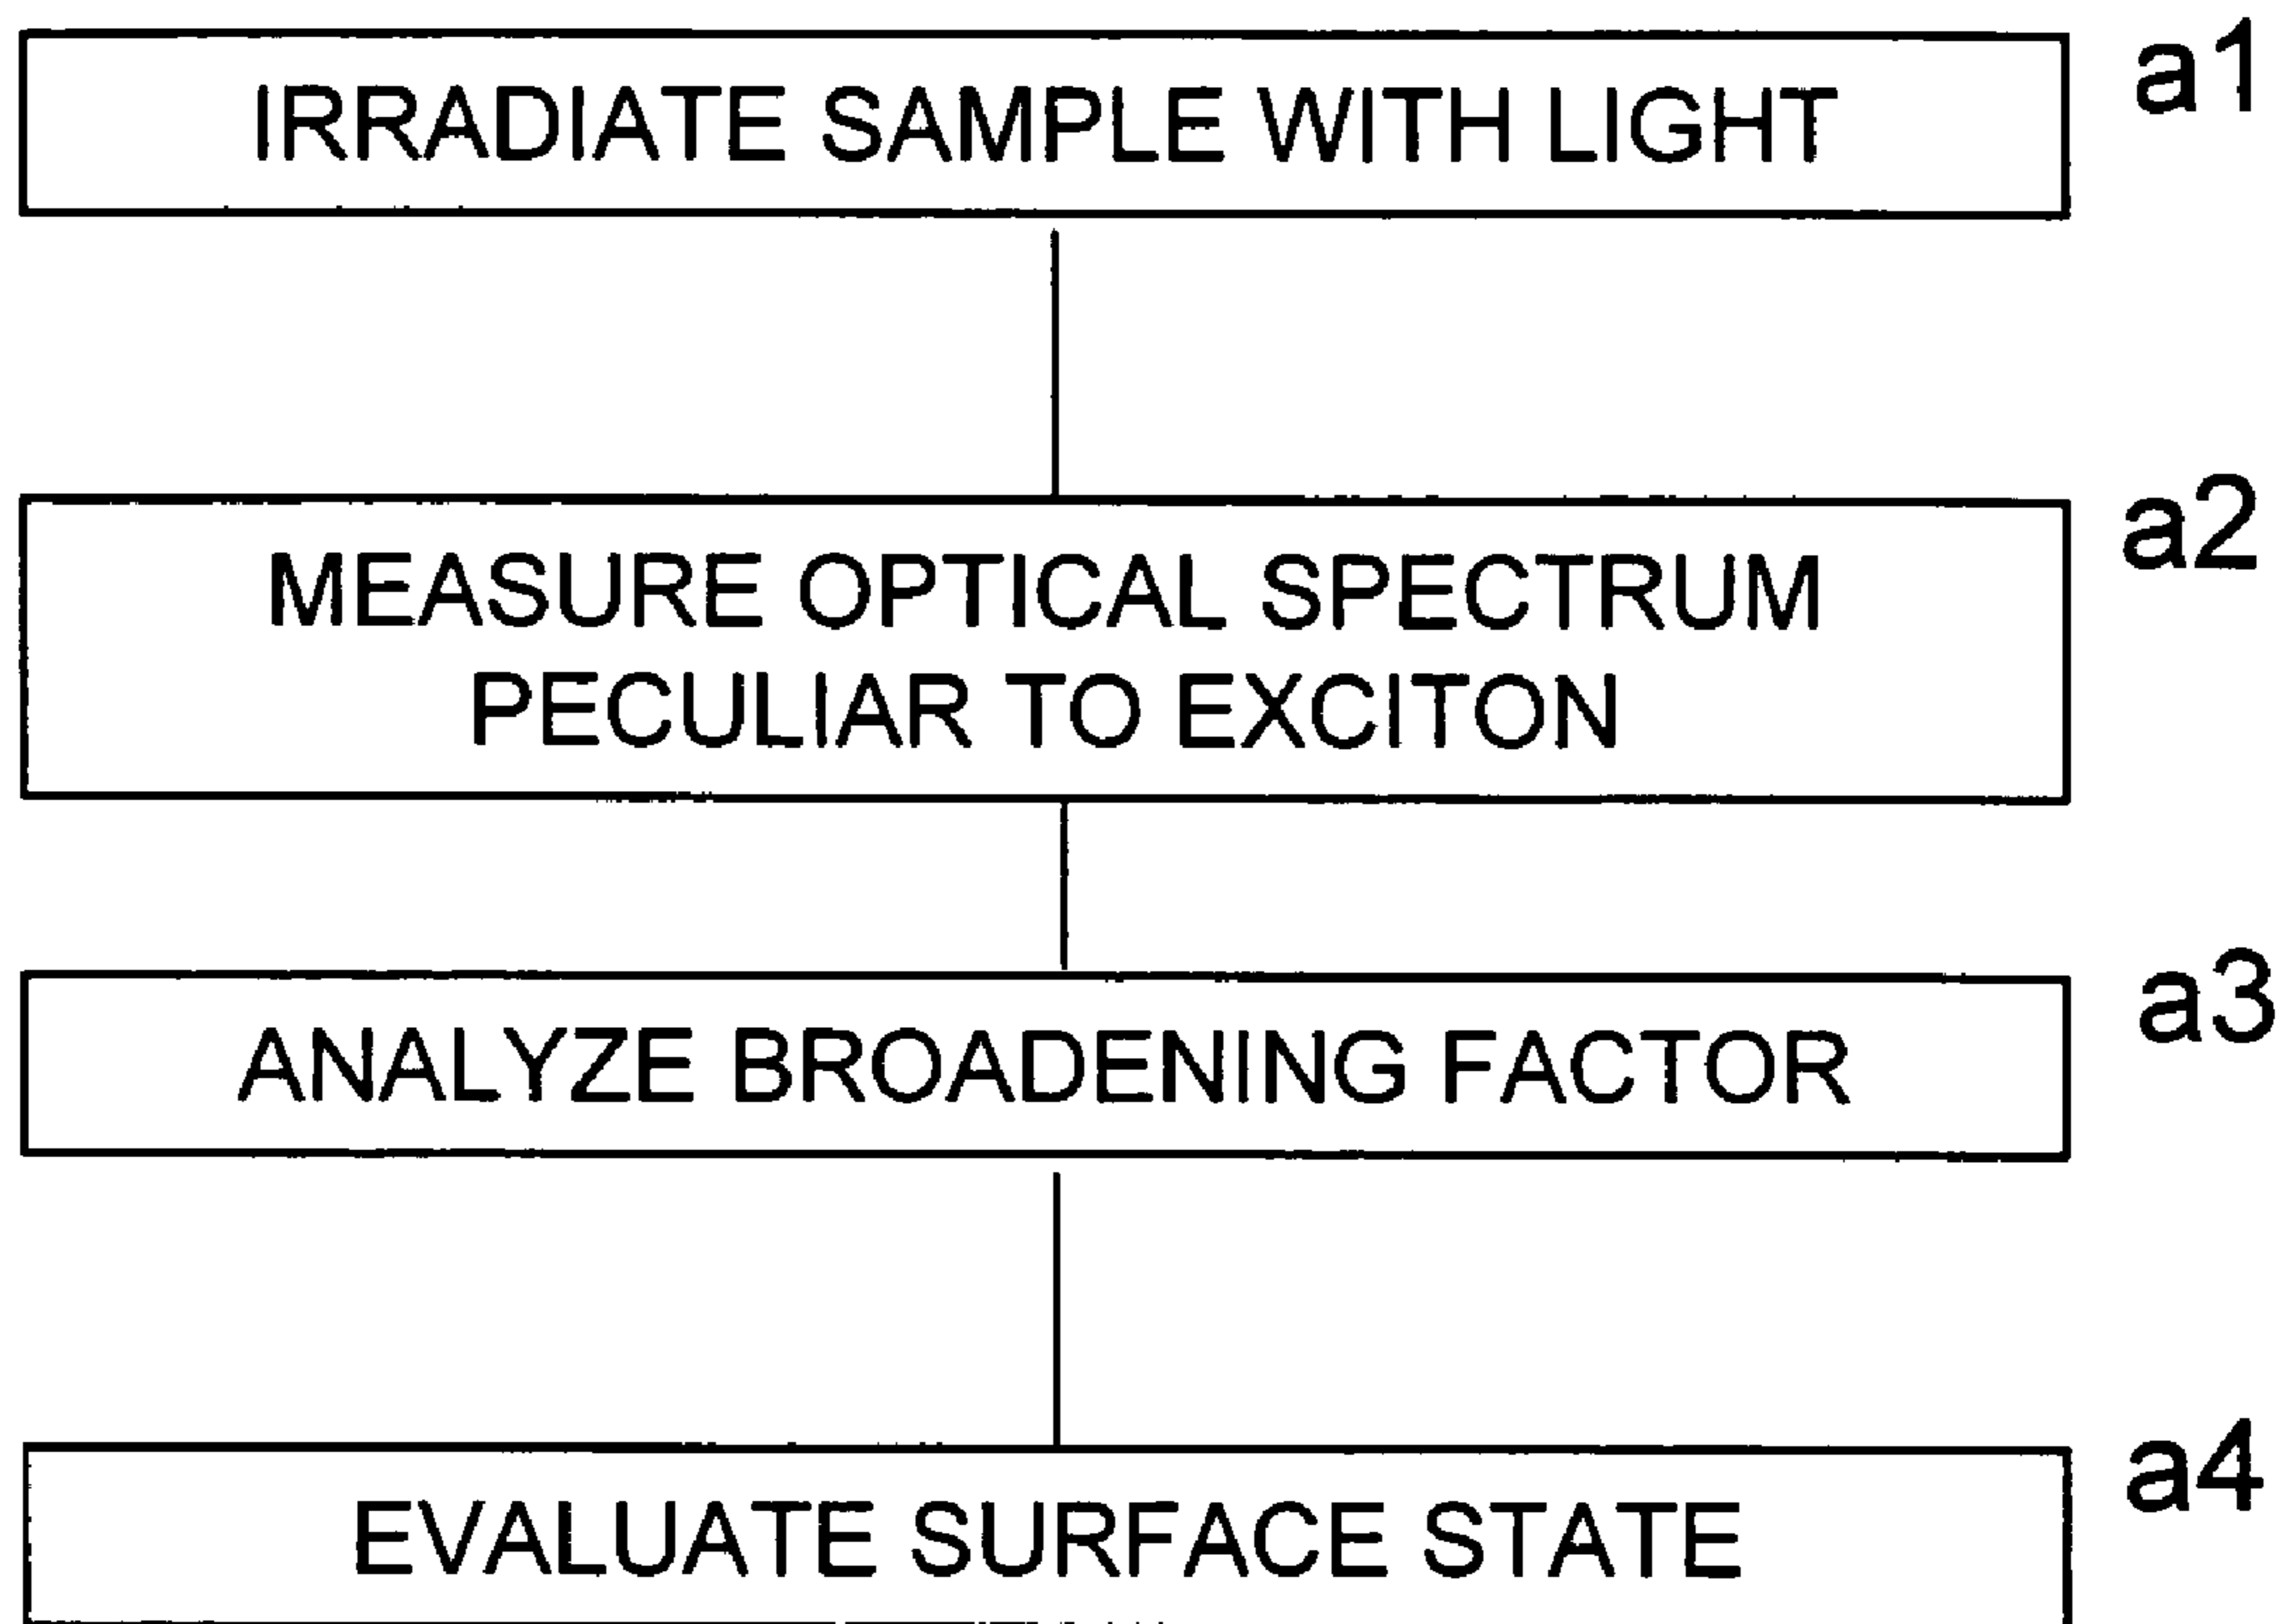 IRRADIATE SAMPLE WITH LIGHT
a1
MEASURE OPTICAL SPECTRUM
PECULIAR TO EXCITON
a2
ANALYZE BROADENING FACTOR
a3
EVALUATE SURFACE STATE
a4